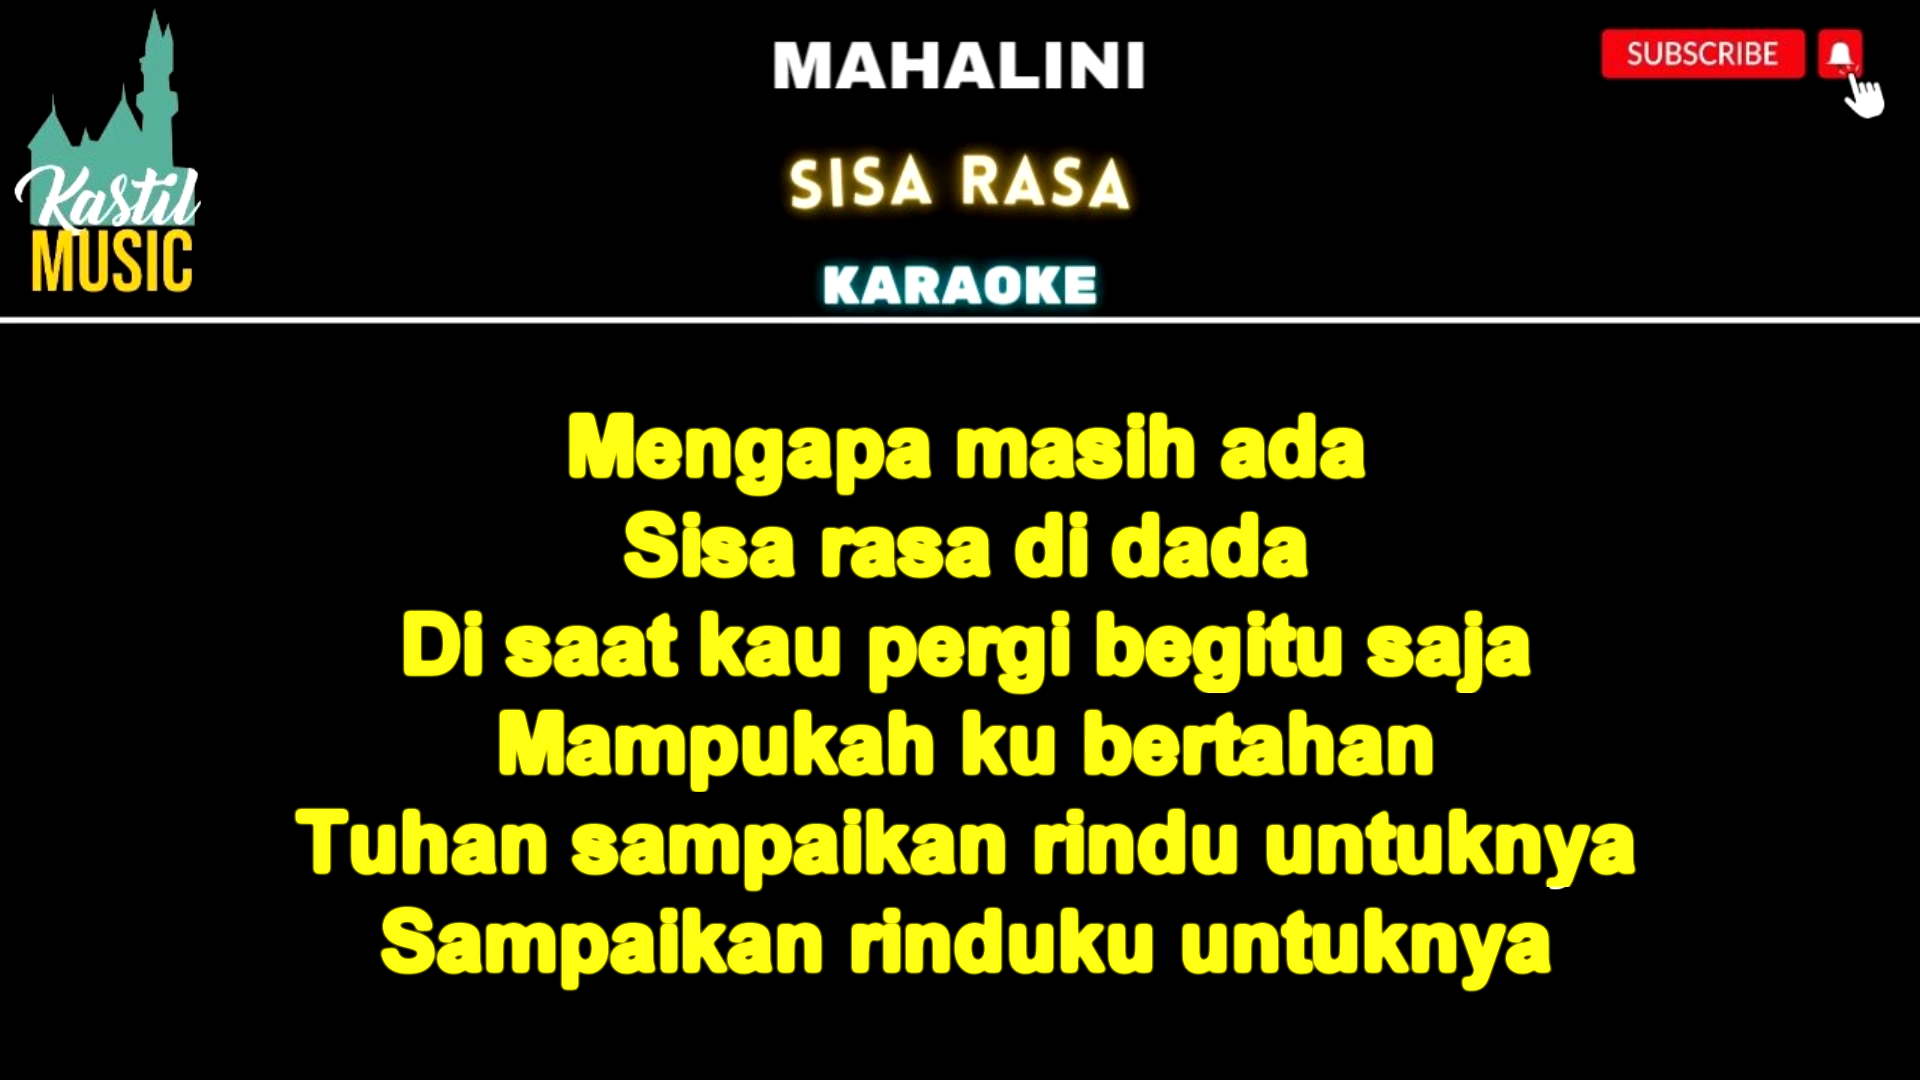 MAHALINI
SUBSCRIBE
SISA RASA
Kastil
MUSIC
KARAOKE
Mengapa masih ada
Sisa rasa di dada
Di saat kau pergi begitu saja
Mampukah ku bertahan
Tuhan sampaikan rindu untuknya
Sampaikan rinduku untuknya